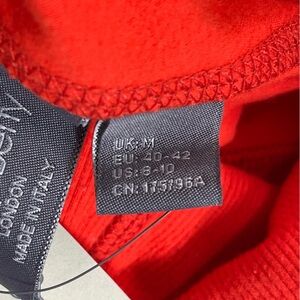 UK: M
EU: 40-42
US: 8-10
CN: 175/96A
LONDON
MADE IN ITALY